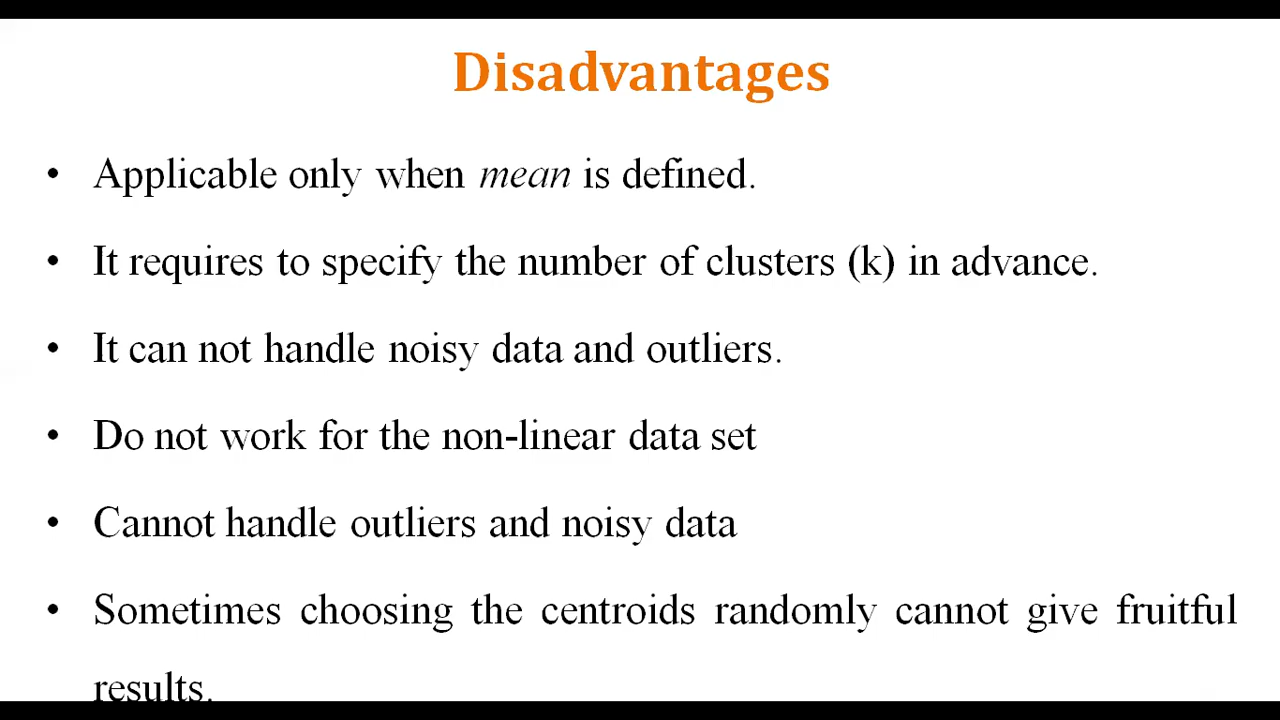 Disadvantages
• Applicable only when mean is defined.
• It requires to specify the number of clusters (k) in advance.
• It can not handle noisy data and outliers.
• Do not work for the non-linear data set
• Cannot handle outliers and noisy data
• Sometimes choosing the centroids randomly cannot give fruitful
results.